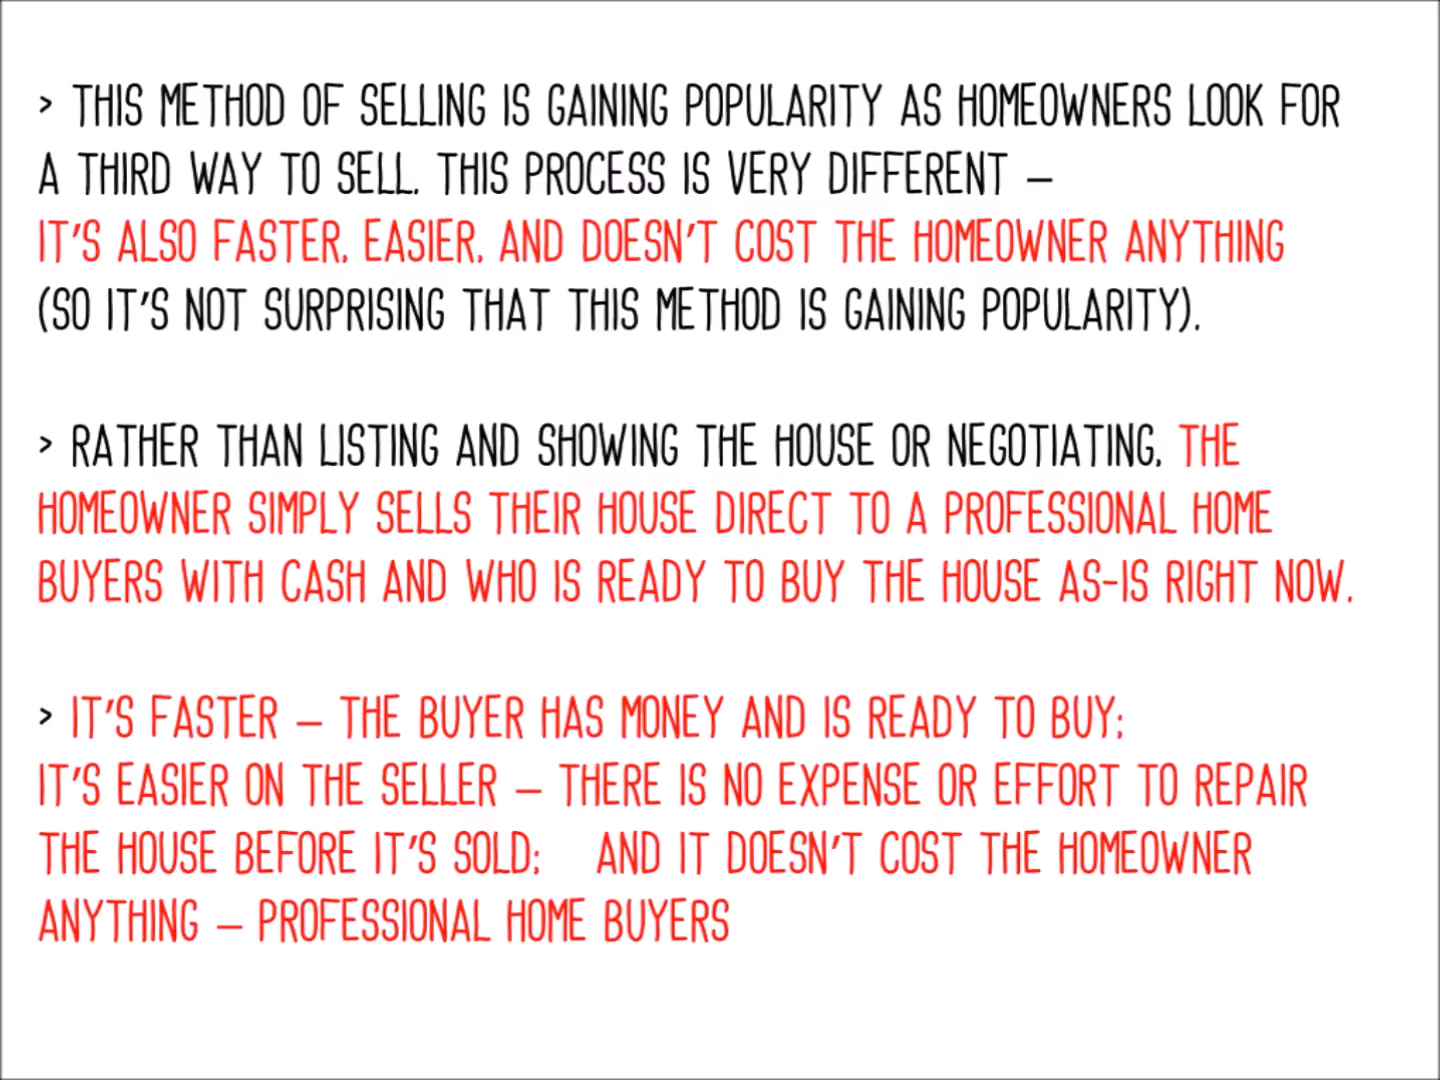 > THIS METHOD OF SELLING IS GAINING POPULARITY AS HOMEOWNERS LOOK FOR
A THIRD WAY TO SELL. THIS PROCESS IS VERY DIFFERENT –
IT'S ALSO FASTER, EASIER, AND DOESN'T COST THE HOMEOWNER ANYTHING
(SO IT'S NOT SURPRISING THAT THIS METHOD IS GAINING POPULARITY).
> RATHER THAN LISTING AND SHOWING THE HOUSE OR NEGOTIATING, THE
HOMEOWNER SIMPLY SELLS THEIR HOUSE DIRECT TO A PROFESSIONAL HOME
BUYERS WITH CASH AND WHO IS READY TO BUY THE HOUSE AS-IS RIGHT NOW.
> IT'S FASTER – THE BUYER HAS MONEY AND IS READY TO BUY;
IT'S EASIER ON THE SELLER – THERE IS NO EXPENSE OR EFFORT TO REPAIR
THE HOUSE BEFORE IT'S SOLD; AND IT DOESN'T COST THE HOMEOWNER
ANYTHING – PROFESSIONAL HOME BUYERS